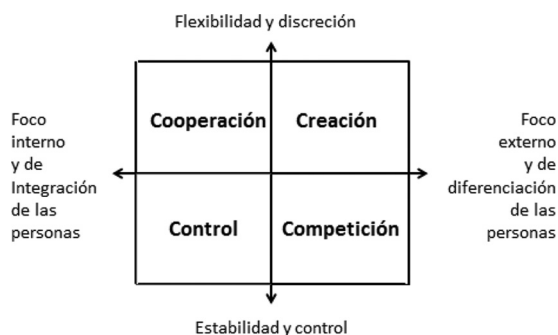 Flexibilidad y discreción
Cooperación
Creación
Foco
interno
y de
Integración
de las
personas
Foco
externo
y de
diferenciación
de las
personas
Control
Competición
Estabilidad y control